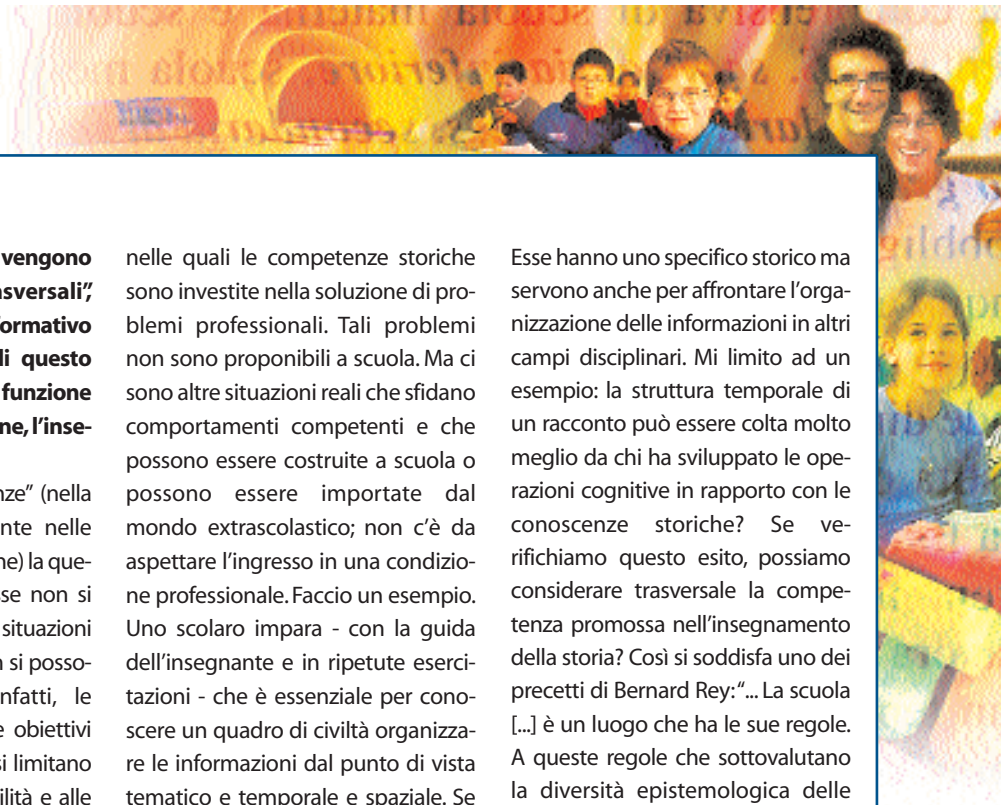 vengono
sversali”,
ormativo
li questo
funzione
ne, l’inse-
nze” (nella
nte nelle
ne) la que-
sse non si
situazioni
n si posso-
nfatti, le
e obiettivi
si limitano
ilità e alle
nelle quali le competenze storiche
sono investite nella soluzione di pro-
blemi professionali. Tali problemi
non sono proponibili a scuola. Ma ci
sono altre situazioni reali che sfidano
comportamenti competenti e che
possono essere costruite a scuola o
possono essere importate dal
mondo extrascolastico; non c’è da
aspettare l’ingresso in una condizio-
ne professionale. Faccio un esempio.
Uno scolaro impara - con la guida
dell’insegnante e in ripetute eserci-
tazioni - che è essenziale per cono-
scere un quadro di civiltà organizza-
re le informazioni dal punto di vista
tematico e temporale e spaziale. Se
Esse hanno uno specifico storico ma
servono anche per affrontare l’orga-
nizzazione delle informazioni in altri
campi disciplinari. Mi limito ad un
esempio: la struttura temporale di
un racconto può essere colta molto
meglio da chi ha sviluppato le ope-
razioni cognitive in rapporto con le
conoscenze storiche? Se ve-
rifichiamo questo esito, possiamo
considerare trasversale la compe-
tenza promossa nell’insegnamento
della storia? Così si soddisfa uno dei
precetti di Bernard Rey: “... La scuola
[...] è un luogo che ha le sue regole.
A queste regole che sottovalutano
la diversità epistemologica delle